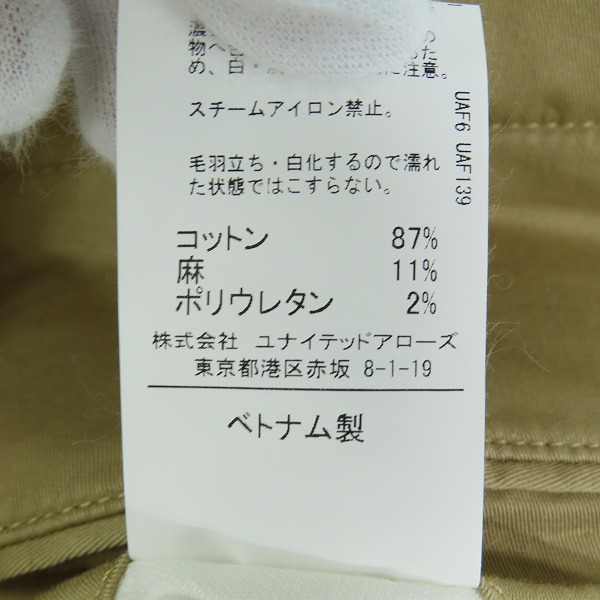 物へ
め、白・に注意。
スチームアイロン禁止。
毛羽立ち・白化するので濡れ
た状態ではこすらない。
コットン 87%
麻 11%
ポリウレタン 2%
株式会社 ユナイテッドアローズ
東京都港区赤坂 8-1-19
ベトナム製
UAF6 UAF139